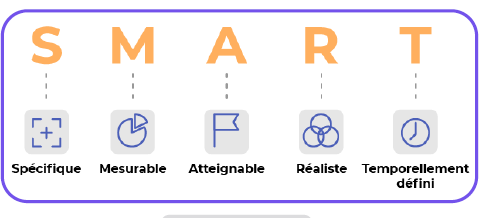 S M A R T
Spécifique Mesurable Atteignable Réaliste Temporellement
défini